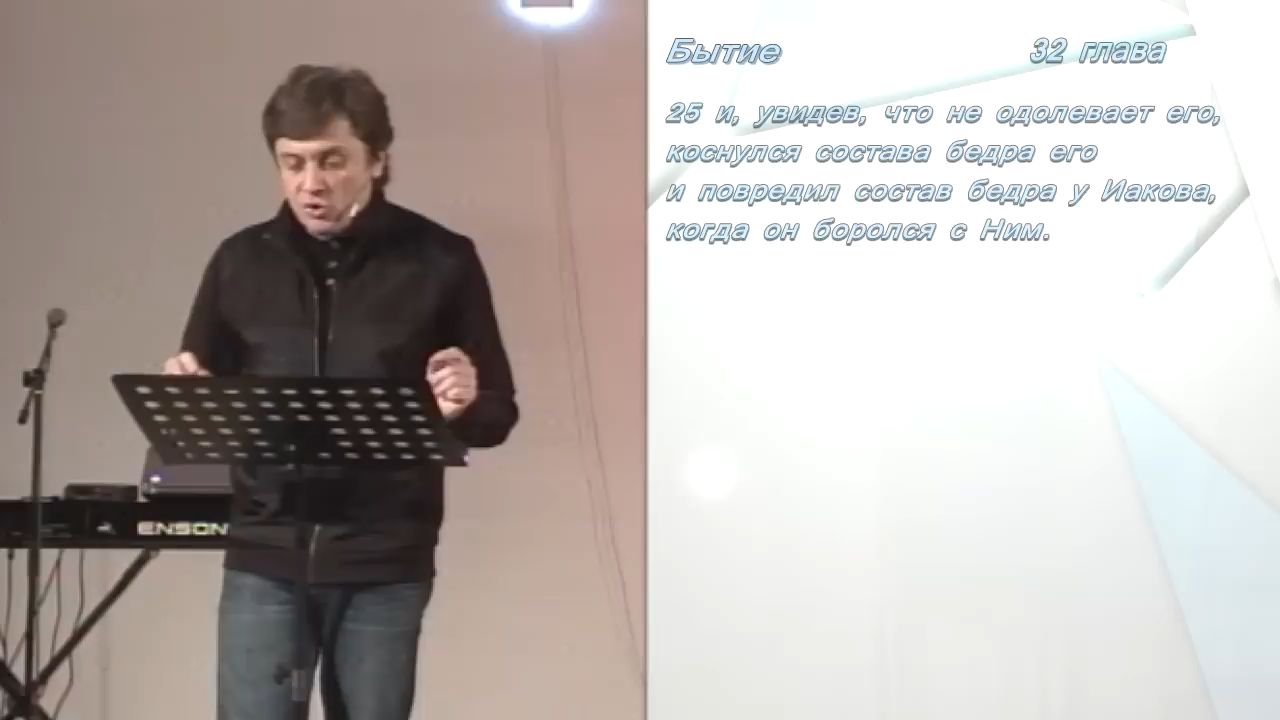 Бытие 32 глава
25 и, увидев, что не одолевает его,
коснулся состава бедра его
и повредил состав бедра у Иакова,
когда он боролся с Ним.
ENSON